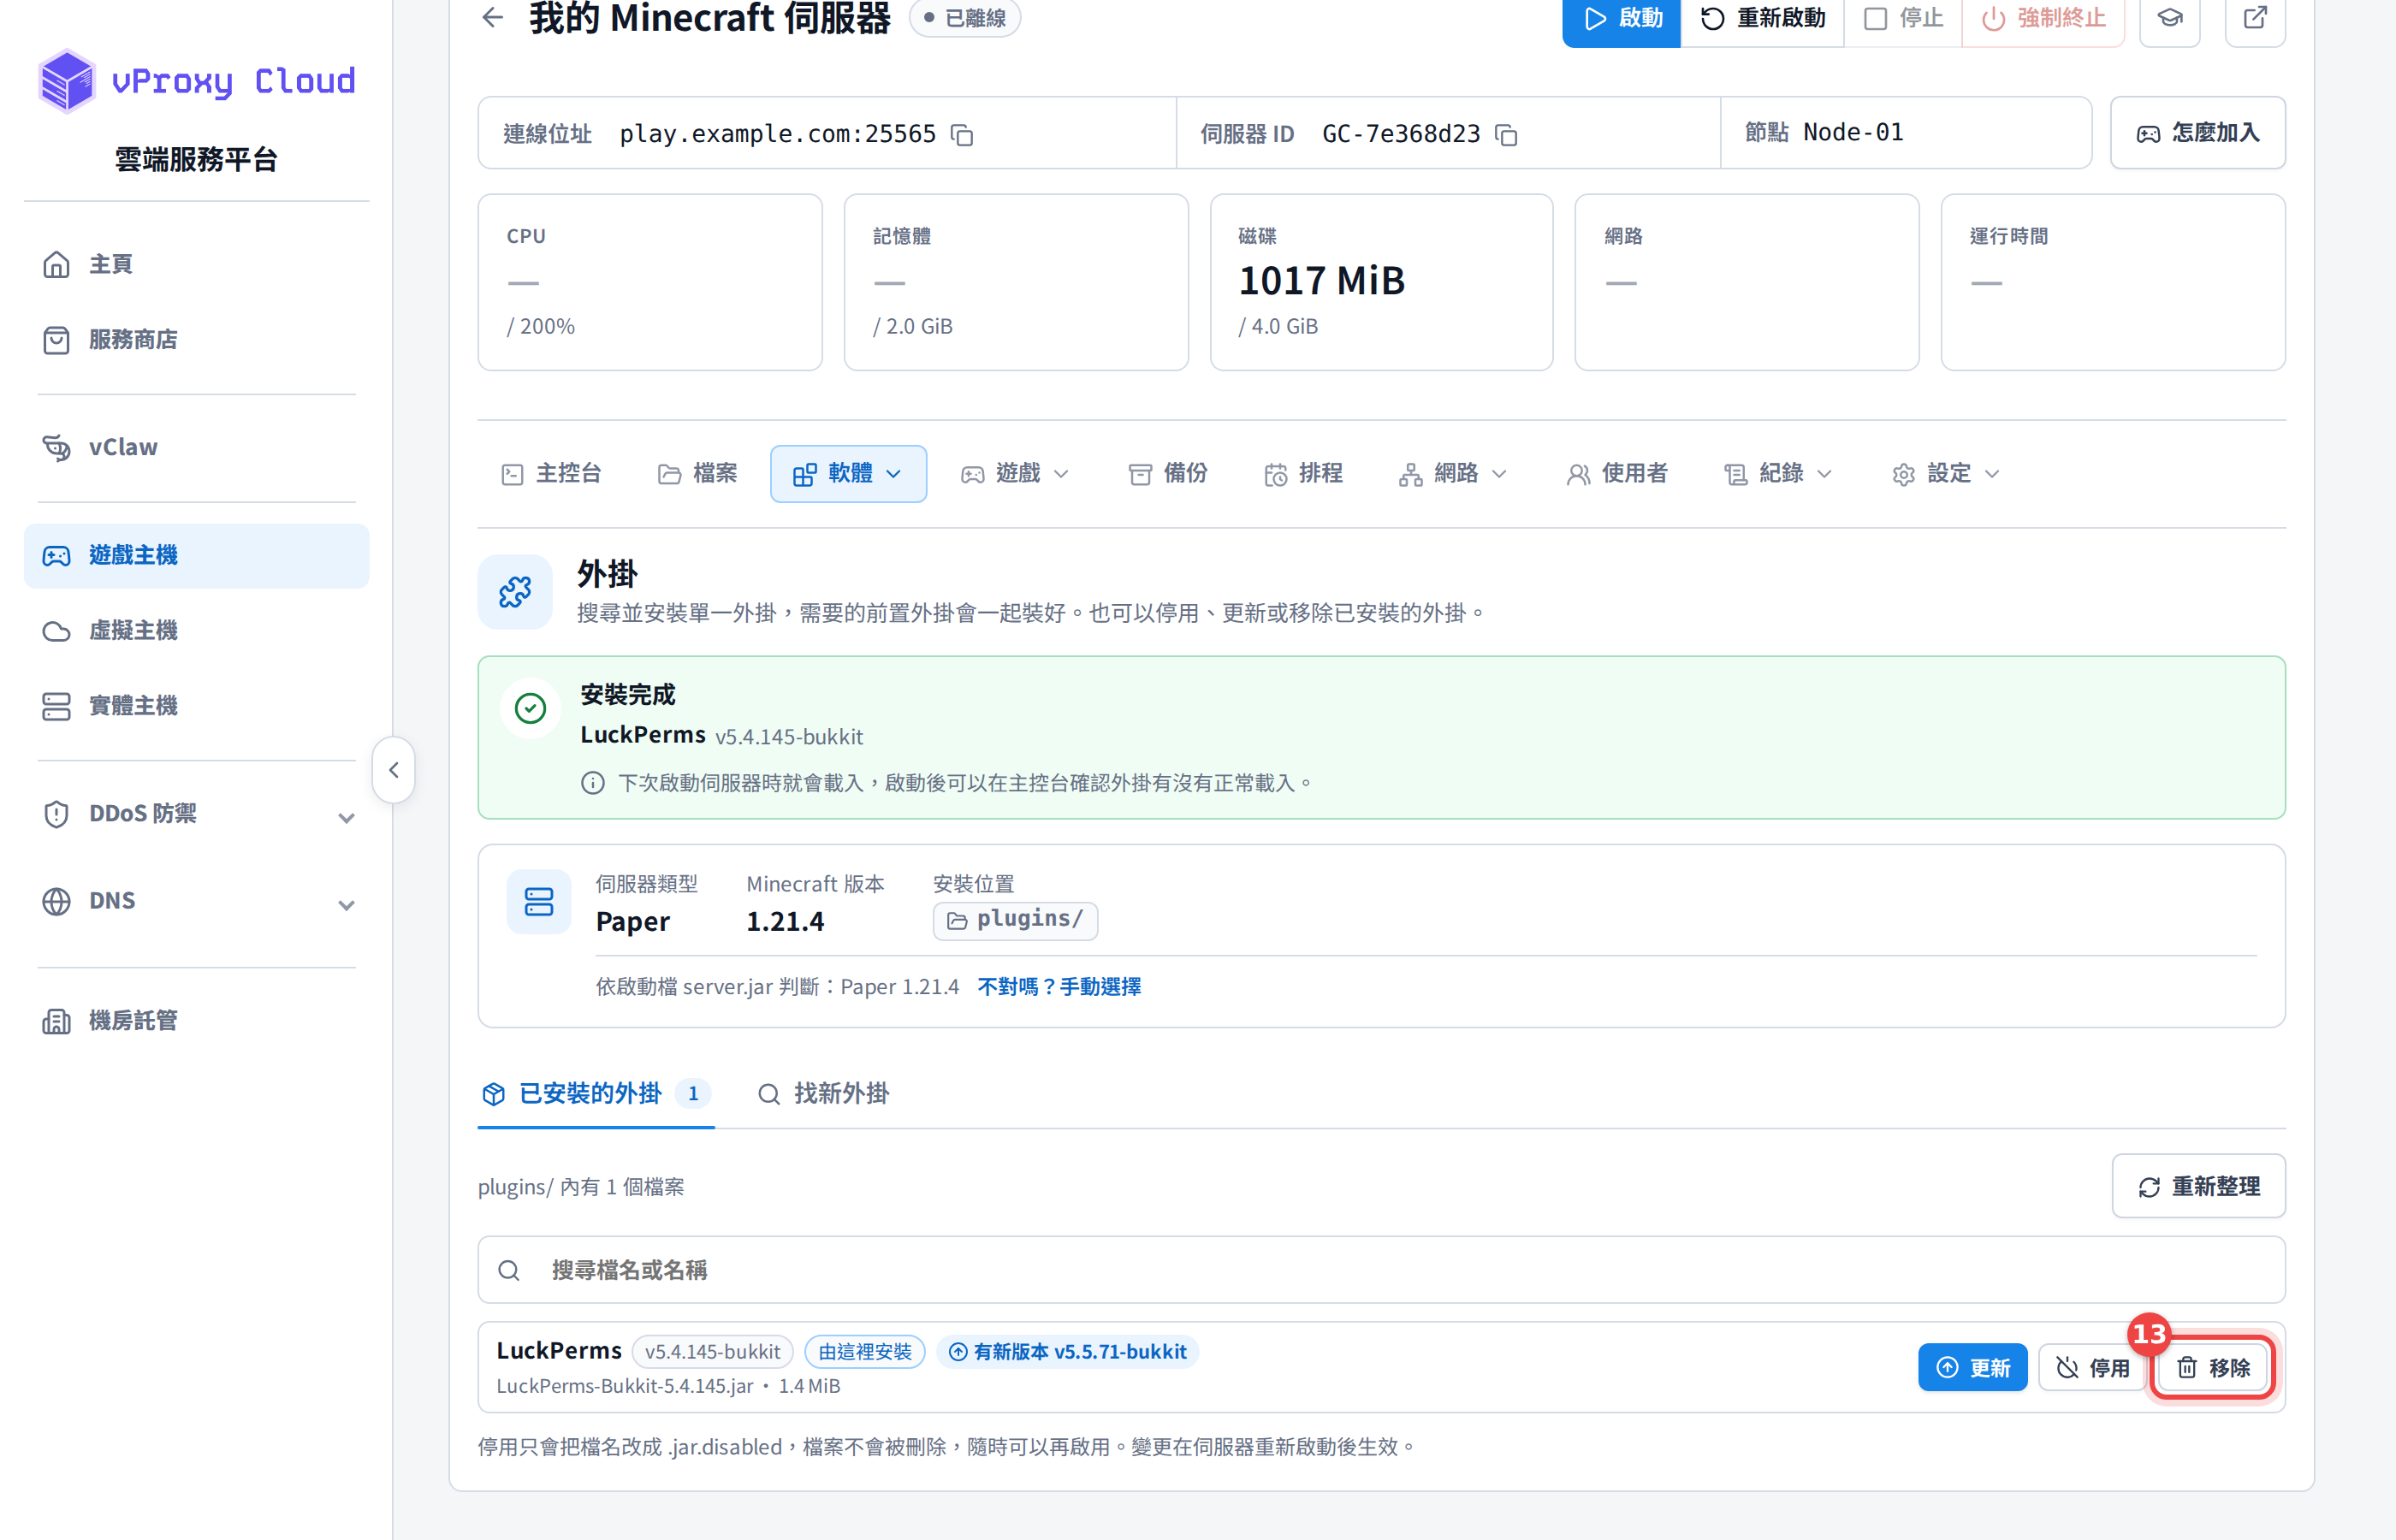 vProxy Cloud
雲端服務平台
主頁
服務商店
vClaw
遊戲主機
虛擬主機
實體主機
DDoS 防禦
DNS
機房託管
我的 Minecraft 伺服器 已離線
啟動 重新啟動 停止 強制終止
連線位址 play.example.com:25565 伺服器 ID GC-7e368d23 節點 Node-01 怎麼加入
CPU 記憶體 磁碟 網路 運行時間
— — 1017 MiB — —
/ 200% / 2.0 GiB / 4.0 GiB
主控台 檔案 軟體 遊戲 備份 排程 網路 使用者 紀錄 設定
外掛
搜尋並安裝單一外掛，需要的前置外掛會一起裝好。也可以停用、更新或移除已安裝的外掛。
安裝完成
LuckPerms v5.4.145-bukkit
下次啟動伺服器時就會載入，啟動後可以在主控台確認外掛有沒有正常載入。
伺服器類型 Minecraft 版本 安裝位置
Paper 1.21.4 plugins/
依啟動檔 server.jar 判斷：Paper 1.21.4 不對嗎？手動選擇
已安裝的外掛 1 找新外掛
plugins/ 內有 1 個檔案 重新整理
搜尋檔名或名稱
LuckPerms v5.4.145-bukkit 由這裡安裝 有新版本 v5.5.71-bukkit
LuckPerms-Bukkit-5.4.145.jar • 1.4 MiB
更新 停用 移除
13
停用只會把檔名改成 .jar.disabled，檔案不會被刪除，隨時可以再啟用。變更在伺服器重新啟動後生效。